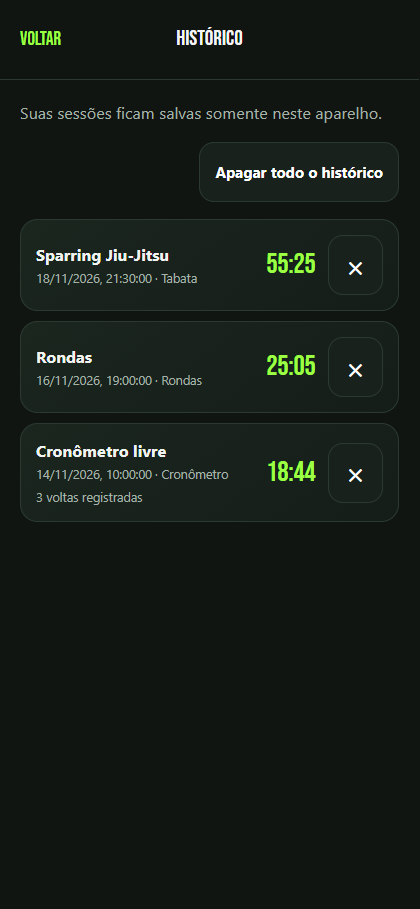 VOLTAR
HISTÓRICO
Suas sessões ficam salvas somente neste aparelho.
Apagar todo o histórico
Sparring Jiu-Jitsu
18/11/2026, 21:30:00 · Tabata
55:25
×
Rondas
16/11/2026, 19:00:00 · Rondas
25:05
×
Cronômetro livre
14/11/2026, 10:00:00 · Cronômetro
3 voltas registradas
18:44
×